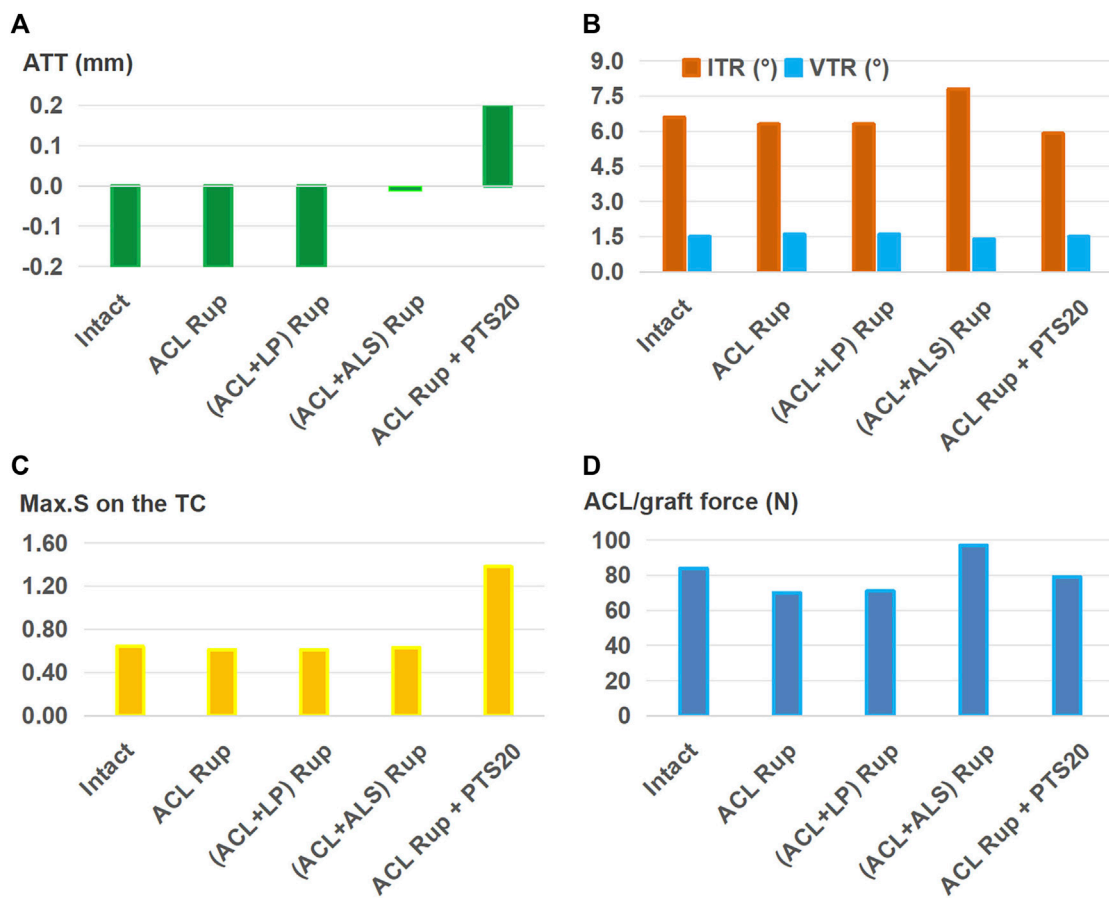 A
ATT (mm)
0.2
0.1
0.0
-0.1
-0.2
Intact
ACL Rup
(ACL+LP) Rup
(ACL+ALS) Rup
ACL Rup + PTS20
B
ITR (°) VTR (°)
9.0
7.5
6.0
4.5
3.0
1.5
0.0
Intact
ACL Rup
(ACL+LP) Rup
(ACL+ALS) Rup
ACL Rup + PTS20
C
Max.S on the TC
1.60
1.20
0.80
0.40
0.00
Intact
ACL Rup
(ACL+LP) Rup
(ACL+ALS) Rup
ACL Rup + PTS20
D
ACL/graft force (N)
100
80
60
40
20
0
Intact
ACL Rup
(ACL+LP) Rup
(ACL+ALS) Rup
ACL Rup + PTS20